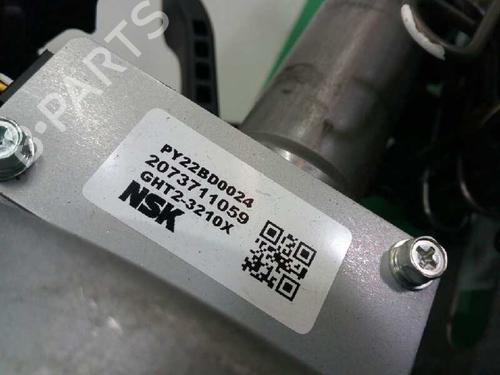 PY22BD0024
2073711059
GHT2-3210X
NSK
B-PARTS